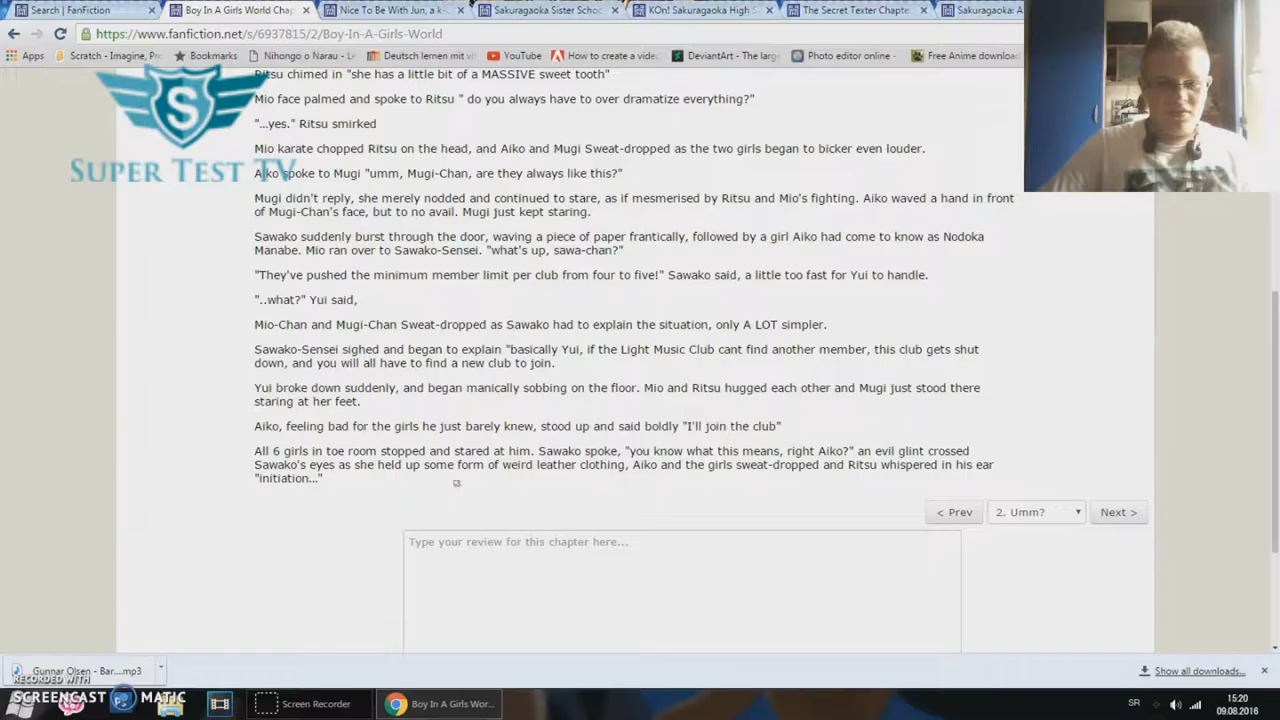 Search | FanFiction
Boy In A Girls World Chap
Nice To Be With Jun, a k-
Sakuragaoka Sister Schoo
KOn! Sakuragaoka High S
The Secret Texter Chapte
Sakuragaoka: A
https://www.fanfiction.net/s/6937815/2/Boy-In-A-Girls-World
Apps
Scratch - Imagine, Pr
Bookmarks
Nihongo o Narau - L
Deutsch lernen mit vi
YouTube
How to create a video
DeviantArt - The large
Photo editor online -
Free Anime download
Ritsu chimed in "she has a little bit of a MASSIVE sweet tooth"
Mio face palmed and spoke to Ritsu " do you always have to over dramatize everything?"
"...yes." Ritsu smirked
Mio karate chopped Ritsu on the head, and Aiko and Mugi Sweat-dropped as the two girls began to bicker even louder.
Aiko spoke to Mugi "umm, Mugi-Chan, are they always like this?"
Mugi didn't reply, she merely nodded and continued to stare, as if mesmerised by Ritsu and Mio's fighting. Aiko waved a hand in front
of Mugi-Chan's face, but to no avail. Mugi just kept staring.
Sawako suddenly burst through the door, waving a piece of paper frantically, followed by a girl Aiko had come to know as Nodoka
Manabe. Mio ran over to Sawako-Sensei. "what's up, sawa-chan?"
"They've pushed the minimum member limit per club from four to five!" Sawako said, a little too fast for Yui to handle.
"..what?" Yui said,
Mio-Chan and Mugi-Chan Sweat-dropped as Sawako had to explain the situation, only A LOT simpler.
Sawako-Sensei sighed and began to explain "basically Yui, if the Light Music Club cant find another member, this club gets shut
down, and you will all have to find a new club to join.
Yui broke down suddenly, and began manically sobbing on the floor. Mio and Ritsu hugged each other and Mugi just stood there
staring at her feet.
Aiko, feeling bad for the girls he just barely knew, stood up and said boldly "I'll join the club"
All 6 girls in toe room stopped and stared at him. Sawako spoke, "you know what this means, right Aiko?" an evil glint crossed
Sawako's eyes as she held up some form of weird leather clothing, Aiko and the girls sweat-dropped and Ritsu whispered in his ear
"initiation..."
S
SUPER TEST TV
< Prev
2. Umm?
Next >
Type your review for this chapter here...
Gunnar Olsen - Bar....mp3
Show all downloads...
RECORDED WITH
SCREENCAST MATIC
Screen Recorder
Boy In A Girls Wor...
SR
15:20
09.08.2016